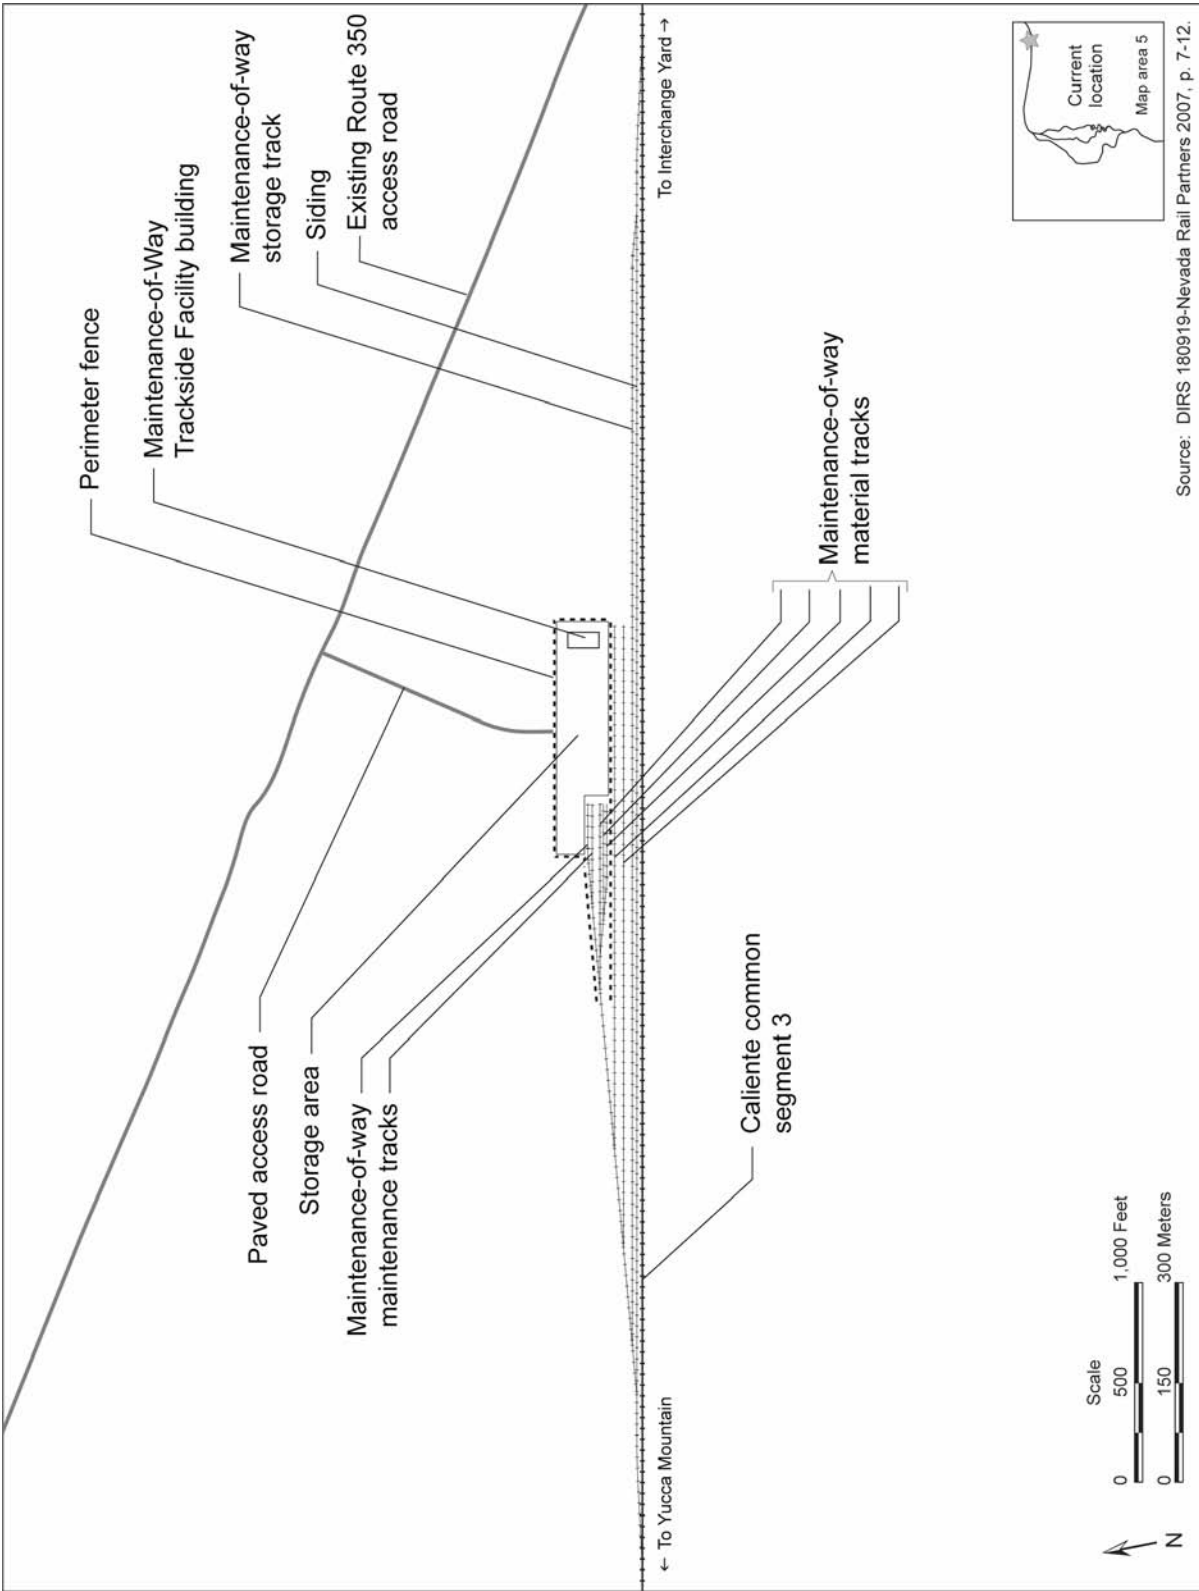 Perimeter fence
Maintenance-of-Way
Trackside Facility building
Maintenance-of-way
storage track
Siding
Existing Route 350
access road
Paved access road
Storage area
Maintenance-of-way
maintenance tracks
← To Yucca Mountain
To Interchange Yard →
Caliente common
segment 3
Maintenance-of-way
material tracks
Scale
0 500 1,000 Feet
0 150 300 Meters
N
Current
location
Map area 5
Source: DIRS 180919-Nevada Rail Partners 2007, p. 7-12.